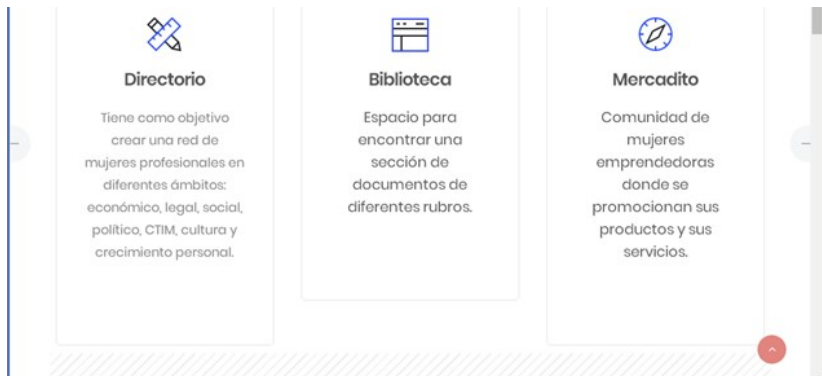 Directorio
Tiene como objetivo
crear una red de
mujeres profesionales en
diferentes ámbitos:
económico, legal, social,
político, CTIM, cultura y
crecimiento personal.
Biblioteca
Espacio para
encontrar una
sección de
documentos de
diferentes rubros.
Mercadito
Comunidad de
mujeres
emprendedoras
donde se
promocionan sus
productos y sus
servicios.